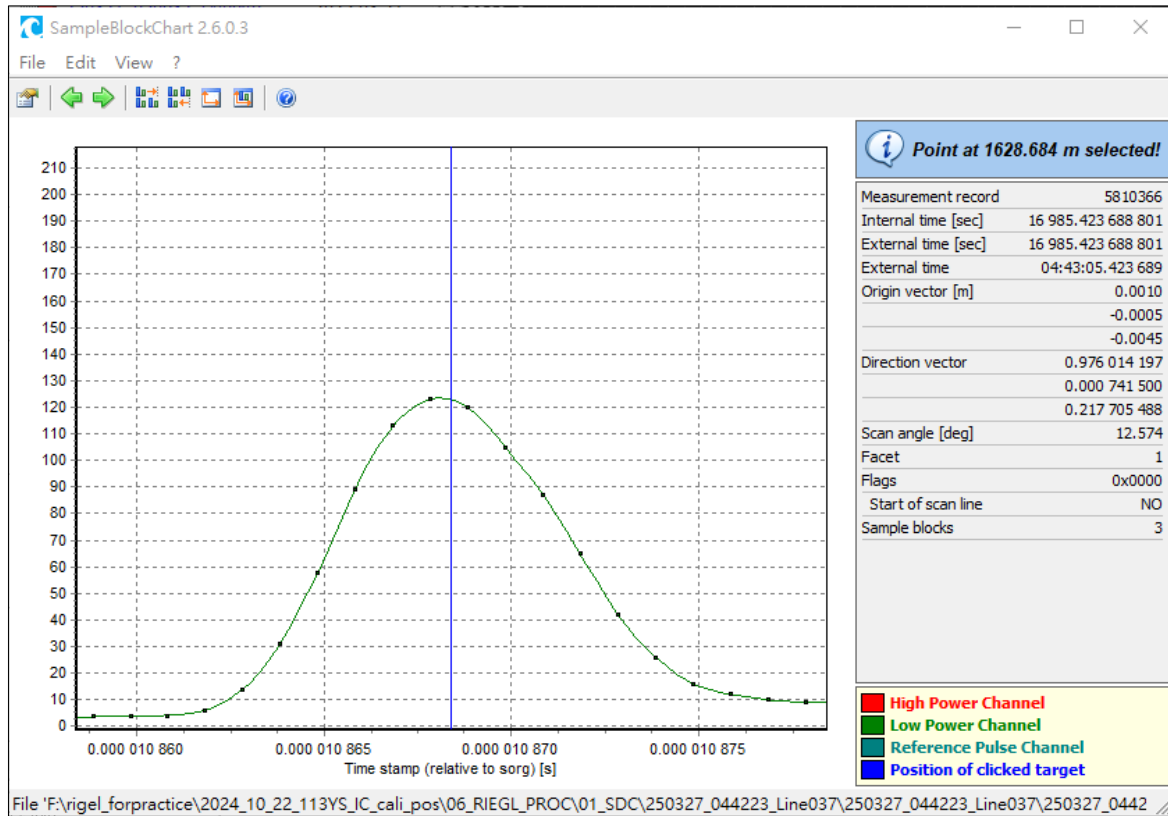 SampleBlockChart 2.6.0.3
File Edit View ?
Point at 1628.684 m selected!
210
200
190
180
170
160
150
140
130
120
110
100
90
80
70
60
50
40
30
20
10
0
0.000 010 860 0.000 010 865 0.000 010 870 0.000 010 875
Time stamp (relative to sorg) [s]
Measurement record 5810366
Internal time [sec] 16 985.423 688 801
External time [sec] 16 985.423 688 801
External time 04:43:05.423 689
Origin vector [m] 0.0010
-0.0005
-0.0045
Direction vector 0.976 014 197
0.000 741 500
0.217 705 488
Scan angle [deg] 12.574
Facet 1
Flags 0x0000
Start of scan line NO
Sample blocks 3
High Power Channel
Low Power Channel
Reference Pulse Channel
Position of clicked target
File 'F:\rigel_forpractice\2024_10_22_113YS_IC_cali_pos\06_RIEGL_PROC\01_SDC\250327_044223_Line037\250327_044223_Line037\250327_0442